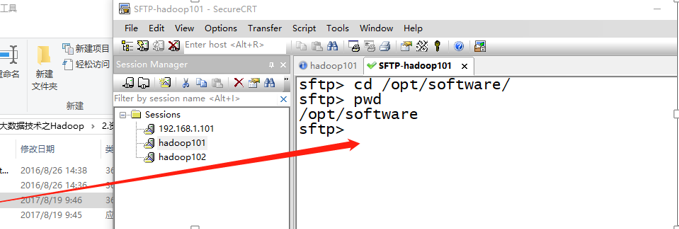 工具
重命名
新建
文件夹
新建项目
轻松访问
大数据技术之Hadoop
修改日期
2016/8/26 14:38
2016/8/26 14:36
2017/8/19 9:46
2017/8/19 9:45
SFTP-hadoop101 - SecureCRT
File Edit View Options Transfer Script Tools Window Help
Enter host <Alt+R>
Session Manager
Filter by session name <Alt+I>
Sessions
192.168.1.101
hadoop101
hadoop102
hadoop101
SFTP-hadoop101
sftp> cd /opt/software/
sftp> pwd
/opt/software
sftp>